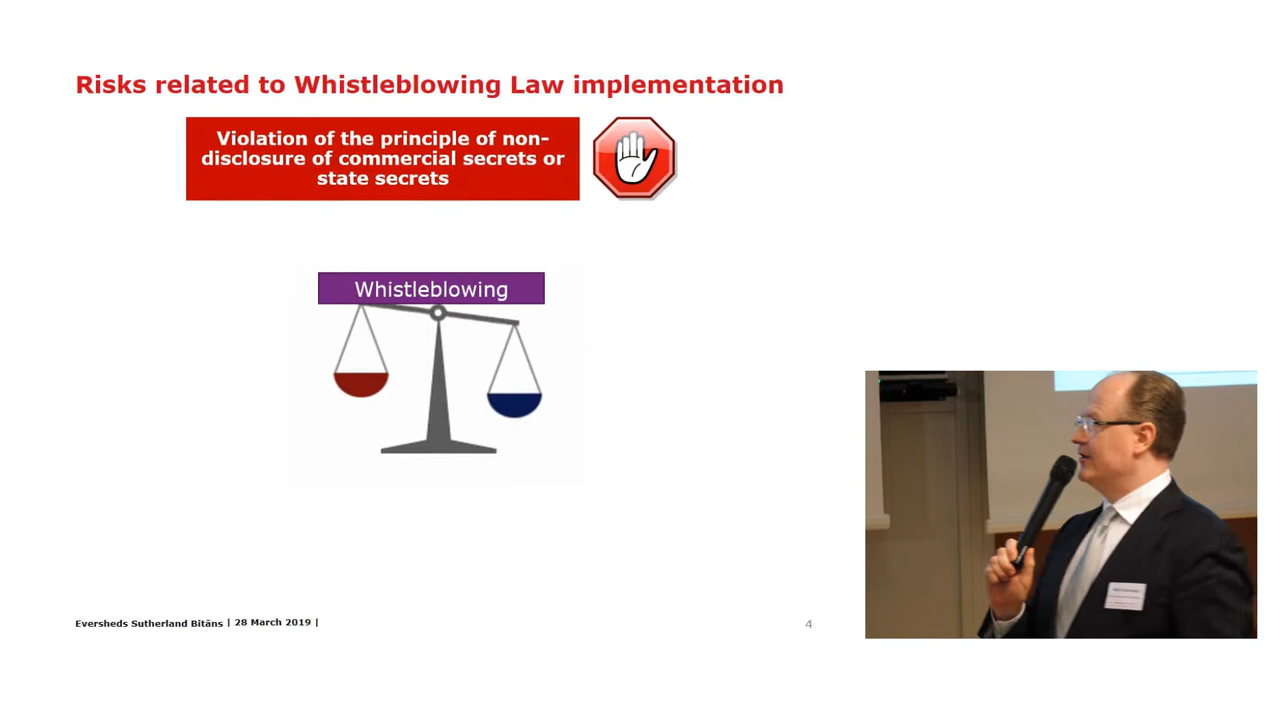 Risks related to Whistleblowing Law implementation
Violation of the principle of non-
disclosure of commercial secrets or
state secrets
Whistleblowing
Eversheds Sutherland Bitāns | 28 March 2019 |
4